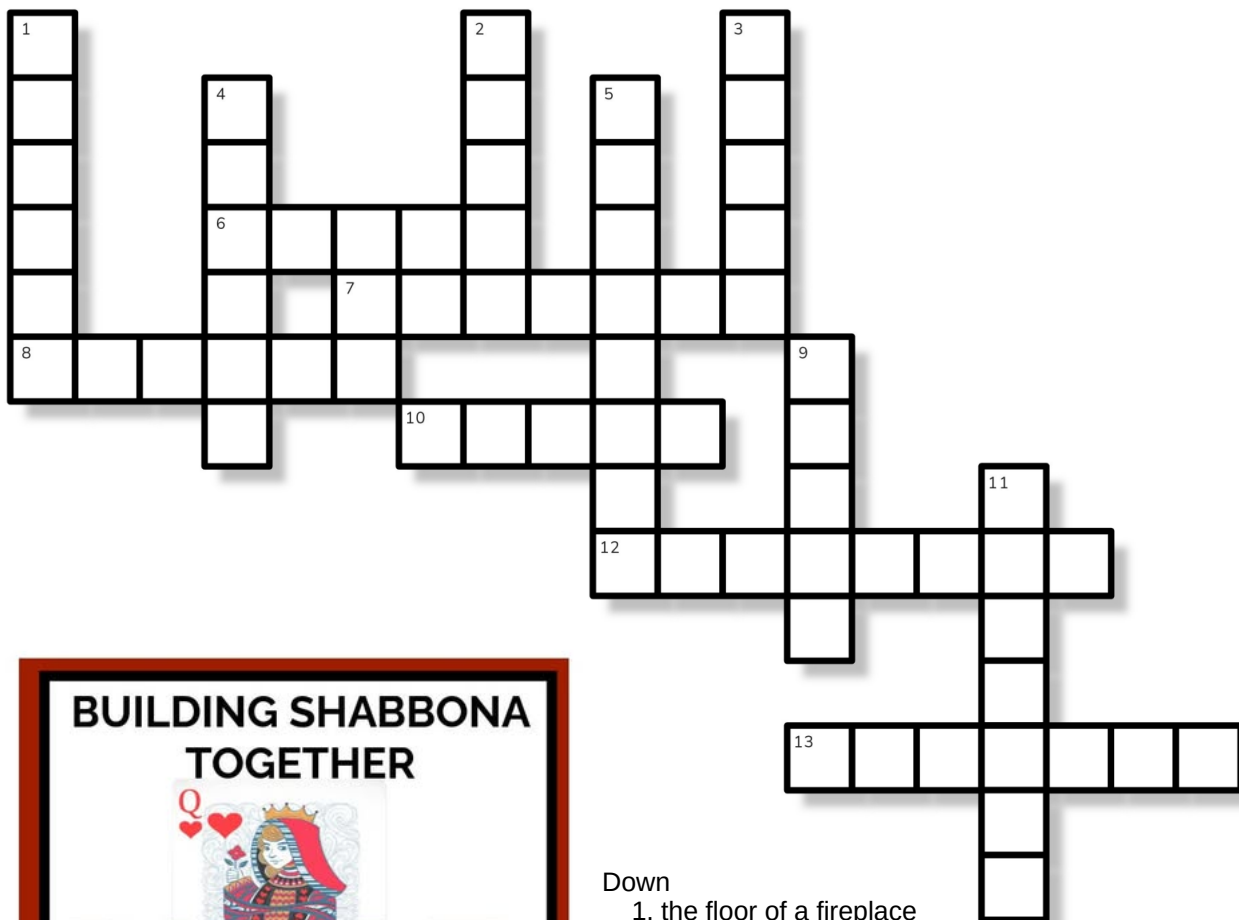 1
2
3
4
5
6
7
8
9
10
11
12
13
BUILDING SHABBONA
TOGETHER
Q
Down
1. the floor of a fireplace